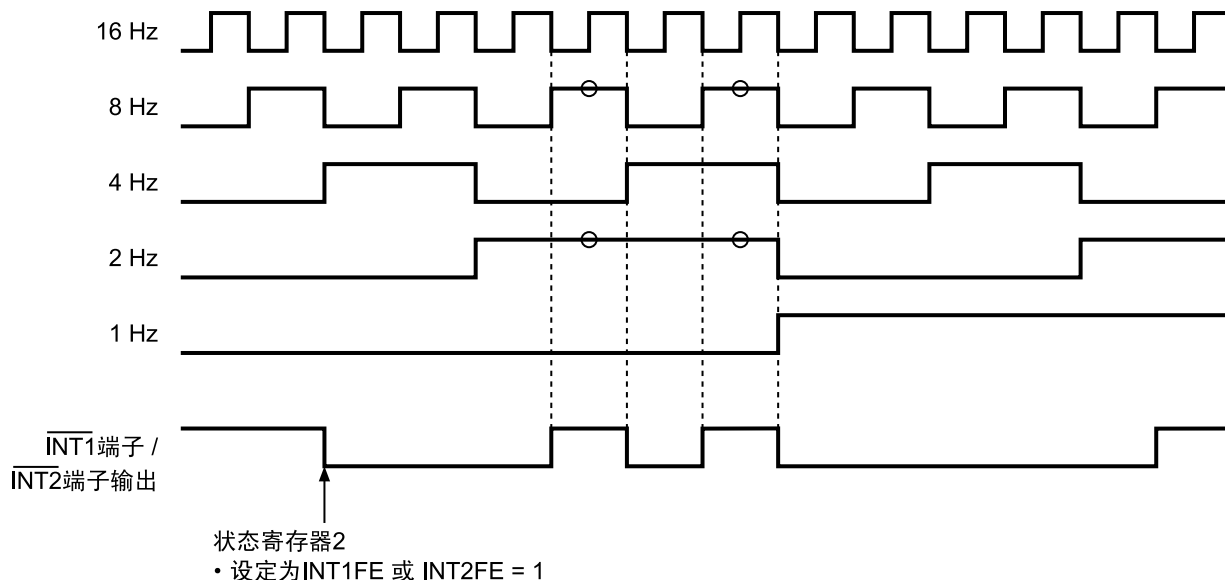 16 Hz
8 Hz
4 Hz
2 Hz
1 Hz
INT1端子 /
INT2端子输出
状态寄存器2
• 设定为INT1FE 或 INT2FE = 1